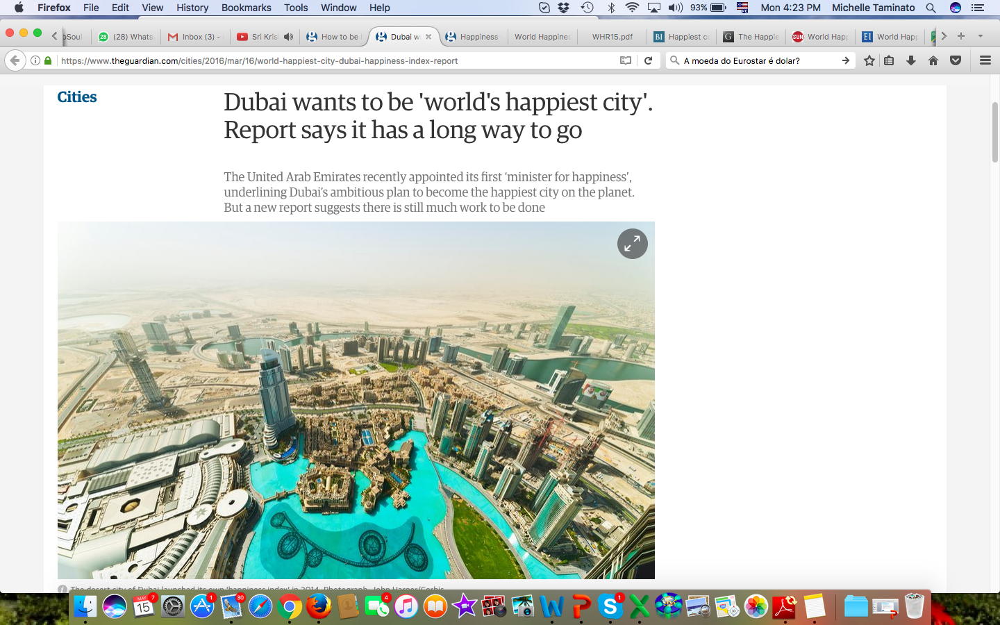 Firefox File Edit View History Bookmarks Tools Window Help 93% Mon 4:23 PM Michelle Taminato
oSoul (28) Whats Inbox (3) - Sri Kris How to be Dubai w Happiness World Happines WHR15.pdf Happiest c The Happie World Happ World Happ
https://www.theguardian.com/cities/2016/mar/16/world-happiest-city-dubai-happiness-index-report A moeda do Eurostar é dolar?
Cities
Dubai wants to be 'world's happiest city'.
Report says it has a long way to go
The United Arab Emirates recently appointed its first ‘minister for happiness’,
underlining Dubai’s ambitious plan to become the happiest city on the planet.
But a new report suggests there is still much work to be done
The desert city of Dubai launched its own 'happiness index' in 2014. Photograph: John Harper/Corbis
MAY 15 7 1 30 4 1